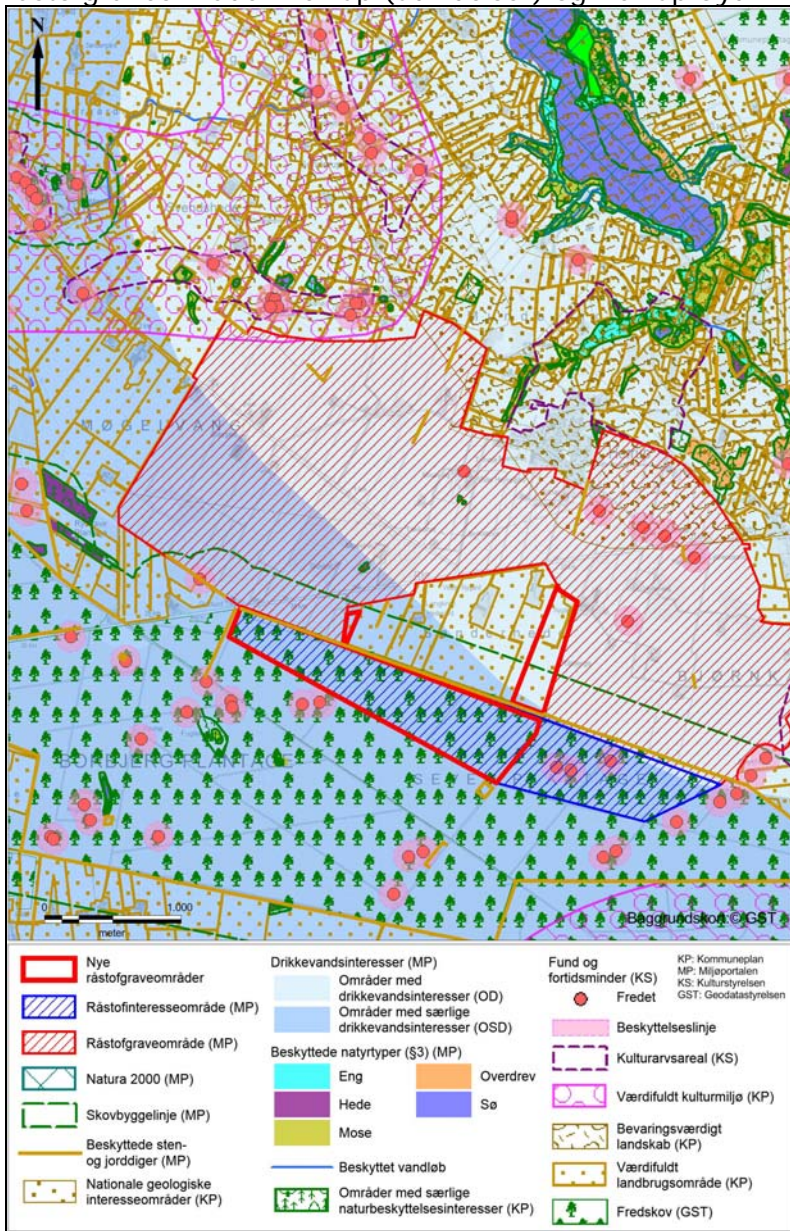 N
MØGELVANG
BORBJERG PLANTAGE
0 1.000
meter
Baggrundskort: © GST
Nye
råstofgraveområder
Råstofinteresseområde (MP)
Råstofgraveområde (MP)
Natura 2000 (MP)
Skovbyggelinje (MP)
Beskyttede sten-
og jorddiger (MP)
Nationale geologiske
interesseområder (KP)
Drikkevandsinteresser (MP)
Områder med
drikkevandsinteresser (OD)
Områder med særlige
drikkevandsinteresser (OSD)
Beskyttede natyrtyper (§3) (MP)
Eng
Overdrev
Hede
Sø
Mose
Beskyttet vandløb
Områder med særlige
naturbeskyttelsesinteresser (KP)
Fund og
fortidsminder (KS)
KP: Kommuneplan
MP: Miljøportalen
KS: Kulturstyrelsen
GST: Geodatastyrelsen
Fredet
Beskyttelseslinje
Kulturarvsareal (KS)
Værdifuldt kulturmiljø (KP)
Bevaringsværdigt
landskab (KP)
Værdifuldt
landbrugsområde (KP)
Fredskov (GST)